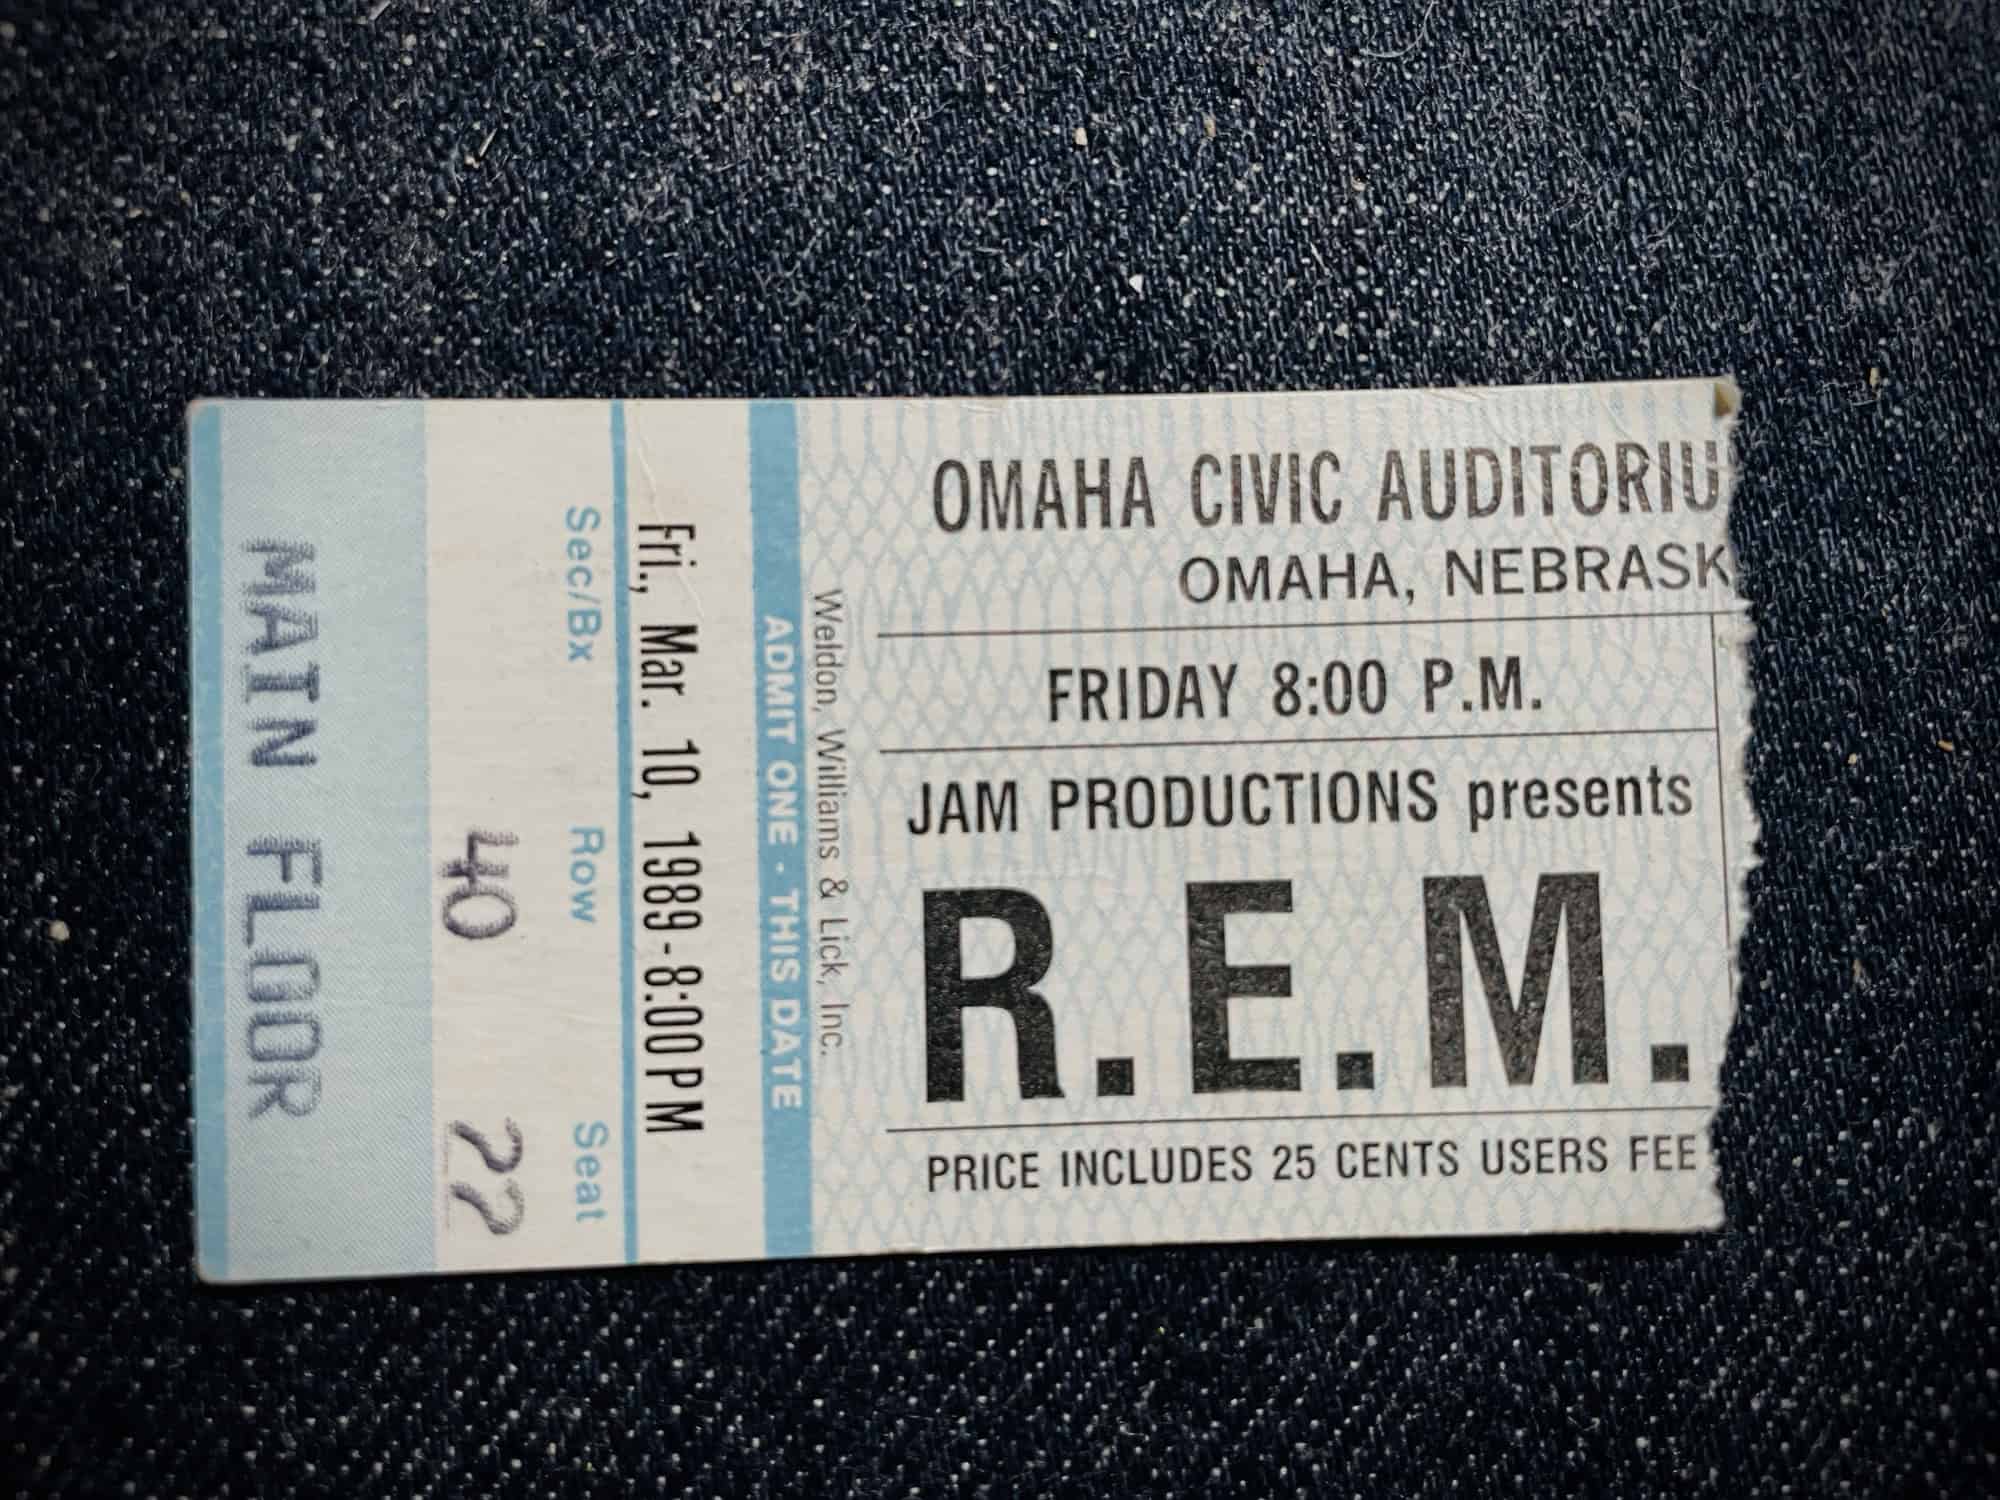 OMAHA CIVIC AUDITORIU
OMAHA, NEBRASK
FRIDAY 8:00 P.M.
JAM PRODUCTIONS presents
R.E.M.
PRICE INCLUDES 25 CENTS USERS FEE
Weldon, Williams & Lick, Inc.
ADMIT ONE · THIS DATE
Fri., Mar. 10, 1989 - 8:00 PM
Sec/Bx Row Seat
40 22
MAIN FLOOR